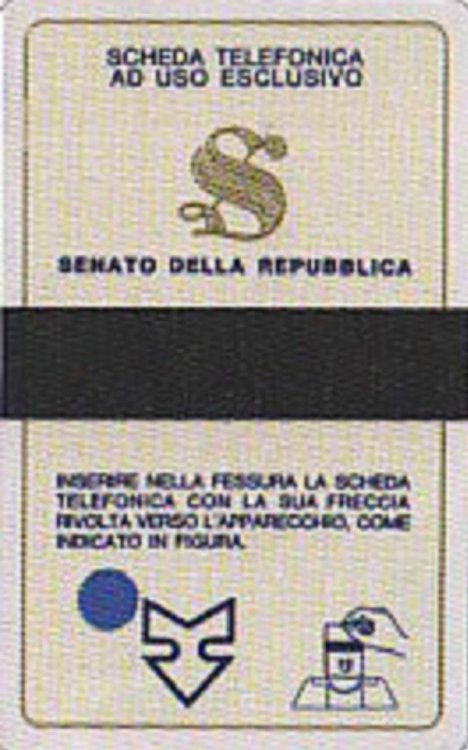 SCHEDA TELEFONICA
AD USO ESCLUSIVO
S
SENATO DELLA REPUBBLICA
INSERIRE NELLA FESSURA LA SCHEDA
TELEFONICA CON LA SUA FRECCIA
RIVOLTA VERSO L'APPARECCHIO, COME
INDICATO IN FIGURA.